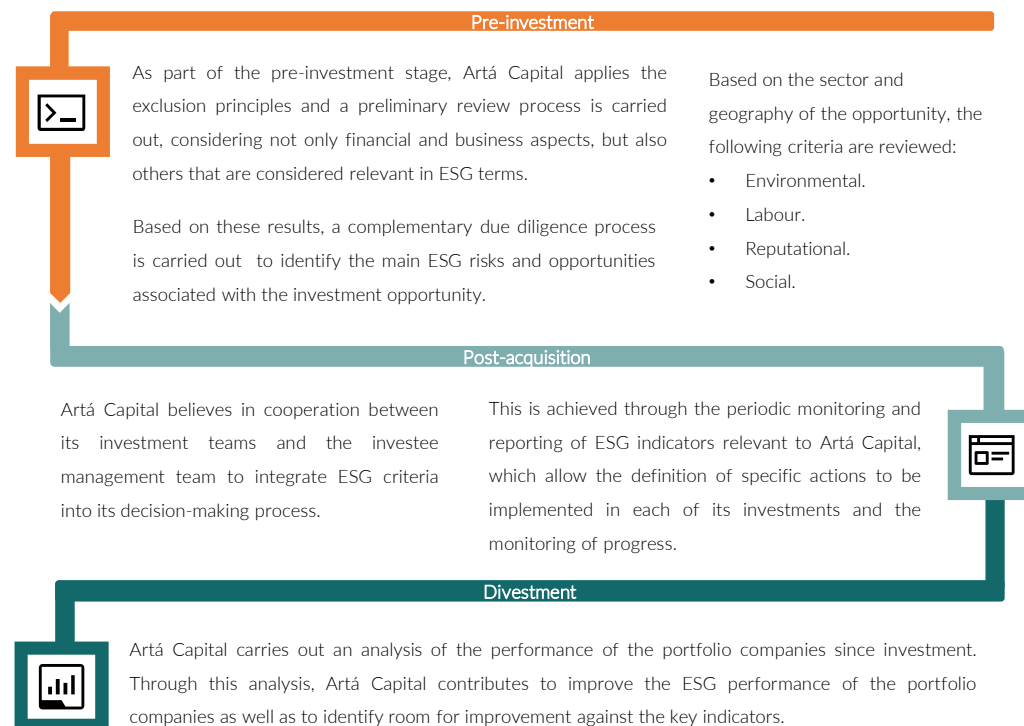 Pre-investment
As part of the pre-investment stage, Artá Capital applies the
exclusion principles and a preliminary review process is carried
out, considering not only financial and business aspects, but also
others that are considered relevant in ESG terms.
Based on these results, a complementary due diligence process
is carried out to identify the main ESG risks and opportunities
associated with the investment opportunity.
Based on the sector and
geography of the opportunity, the
following criteria are reviewed:
• Environmental.
• Labour.
• Reputational.
• Social.
Post-acquisition
Artá Capital believes in cooperation between
its investment teams and the investee
management team to integrate ESG criteria
into its decision-making process.
This is achieved through the periodic monitoring and
reporting of ESG indicators relevant to Artá Capital,
which allow the definition of specific actions to be
implemented in each of its investments and the
monitoring of progress.
Divestment
Artá Capital carries out an analysis of the performance of the portfolio companies since investment.
Through this analysis, Artá Capital contributes to improve the ESG performance of the portfolio
companies as well as to identify room for improvement against the key indicators.